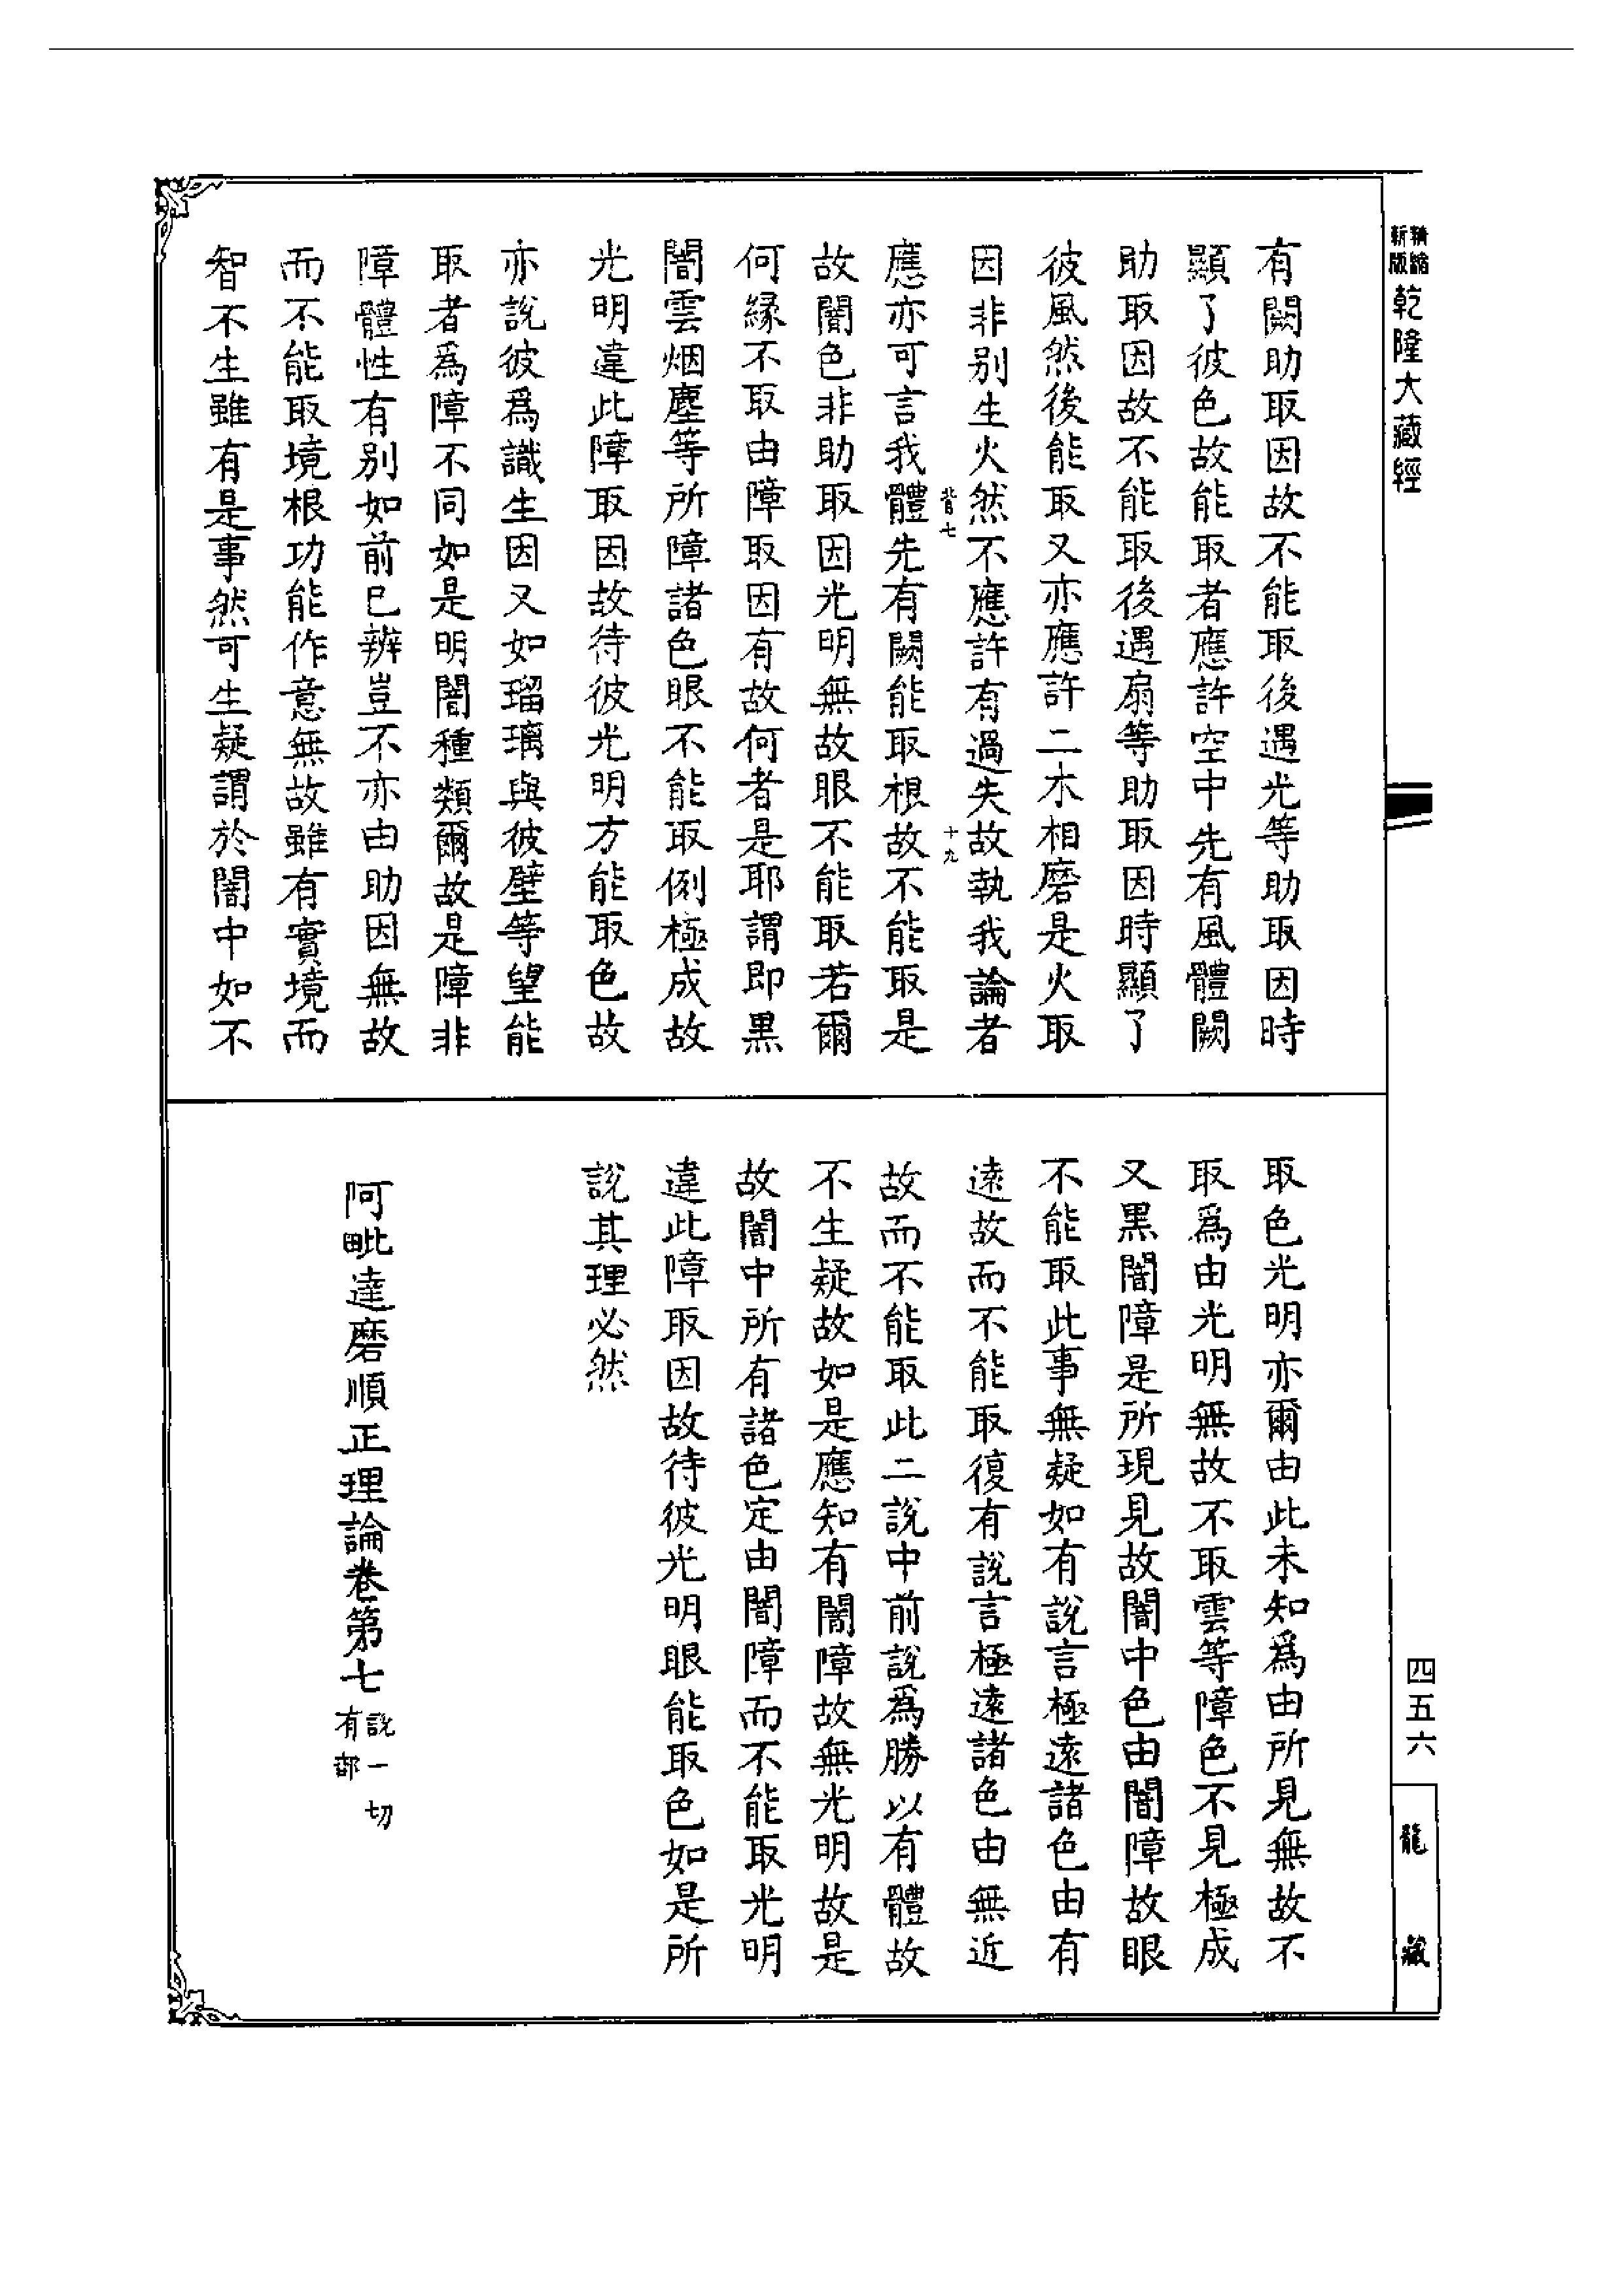 新版
精縮
乾隆大藏經
四五六
龍藏
有闕助取因故不能取後遇光等助取因時
顯了彼色故能取者應許空中先有風體闕
助取因故不能取後遇扇等助取因時顯了
彼風然後能取又亦應許二木相磨是火取
因非別生火然不應許有過失故執我論者
背七
十九
應亦可言我體先有闕能取根故不能取是
故闇色非助取因光明無故眼不能取若爾
何緣不取由障取因有故何者是耶謂即黑
闇雲烟塵等所障諸色眼不能取例極成故
光明違此障取因故待彼光明方能取色故
亦說彼爲識生因又如瑠璃與彼壁等望能
取者爲障不同如是明闇種類爾故是障非
障體性有別如前已辨豈不亦由助因無故
而不能取境根功能作意無故雖有實境而
智不生雖有是事然可生疑謂於闇中如不
取色光明亦爾由此未知爲由所見無故不
取爲由光明無故不取雲等障色不見極成
又黑闇障是所現見故闇中色由闇障故眼
不能取此事無疑如有說言極遠諸色由有
遠故而不能取復有說言極遠諸色由無近
故而不能取此二說中前說爲勝以有體故
不生疑故如是應知有闇障故無光明故是
故闇中所有諸色定由闇障而不能取光明
違此障取因故待彼光明眼能取色如是所
說其理必然
阿毗達磨順正理論卷第七 說一切
有部